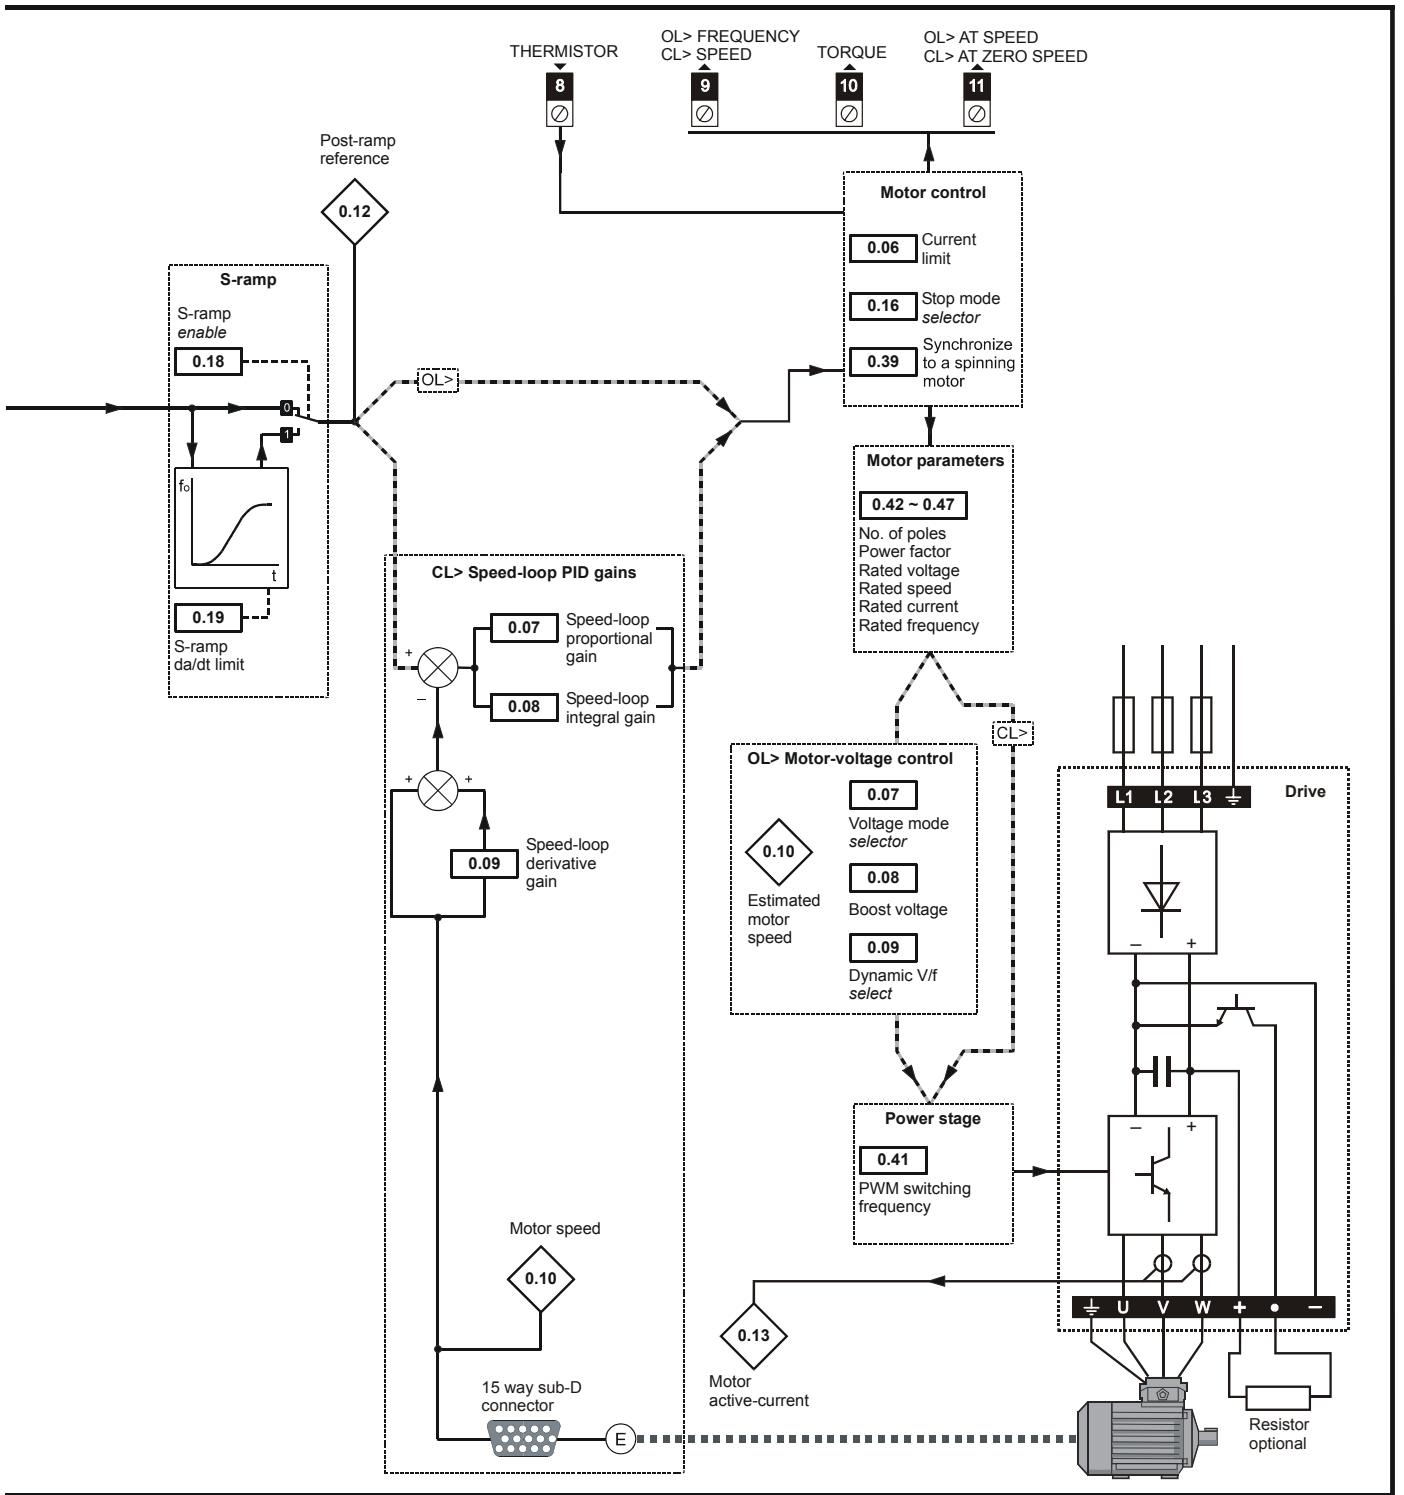 THERMISTOR
8
OL> FREQUENCY
CL> SPEED
9
TORQUE
10
OL> AT SPEED
CL> AT ZERO SPEED
11
Post-ramp
reference
0.12
Motor control
0.06
Current
limit
0.16
Stop mode
selector
0.39
Synchronize
to a spinning
motor
S-ramp
S-ramp
enable
0.18
0
1
fo
t
0.19
S-ramp
da/dt limit
OL>
Motor parameters
0.42 ~ 0.47
No. of poles
Power factor
Rated voltage
Rated speed
Rated current
Rated frequency
CL> Speed-loop PID gains
0.07
Speed-loop
proportional
gain
+
–
0.08
Speed-loop
integral gain
+
+
0.09
Speed-loop
derivative
gain
CL>
OL> Motor-voltage control
0.07
Voltage mode
selector
0.10
Estimated
motor
speed
0.08
Boost voltage
0.09
Dynamic V/f
select
Drive
L1 L2 L3
– +
– +
Power stage
0.41
PWM switching
frequency
U V W + • –
Motor speed
0.10
0.13
Motor
active-current
15 way sub-D
connector
E
Resistor
optional